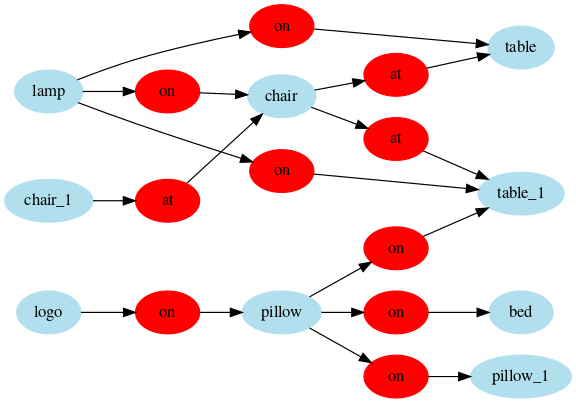 on
table
lamp
on
chair
at
at
on
chair_1
at
table_1
on
logo
on
pillow
on
bed
on
pillow_1